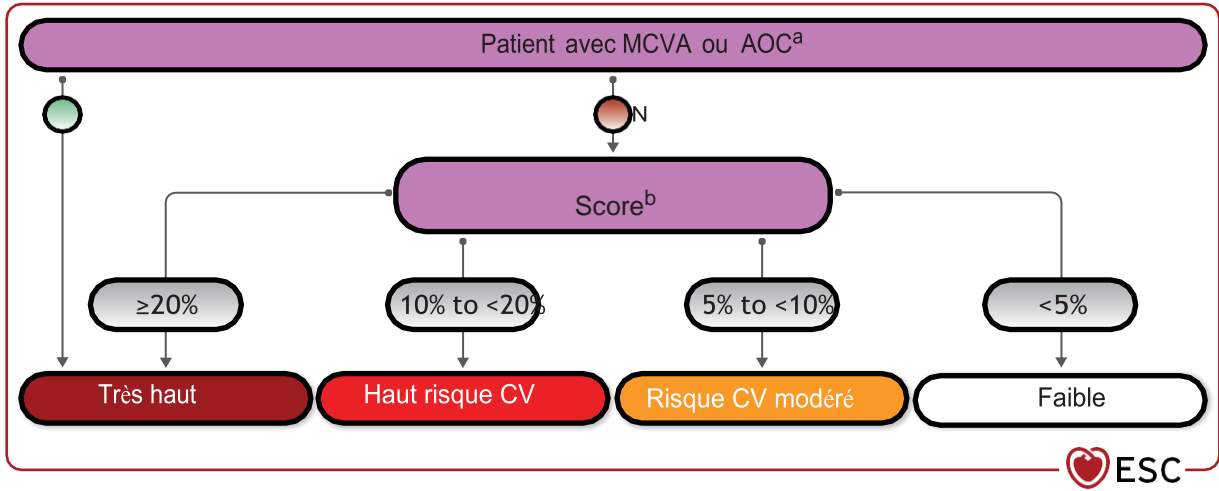 Patient avec MCVA ou AOCa
N
Scoreb
≥20%
10% to <20%
5% to <10%
<5%
Très haut
Haut risque CV
Risque CV modéré
Faible
ESC